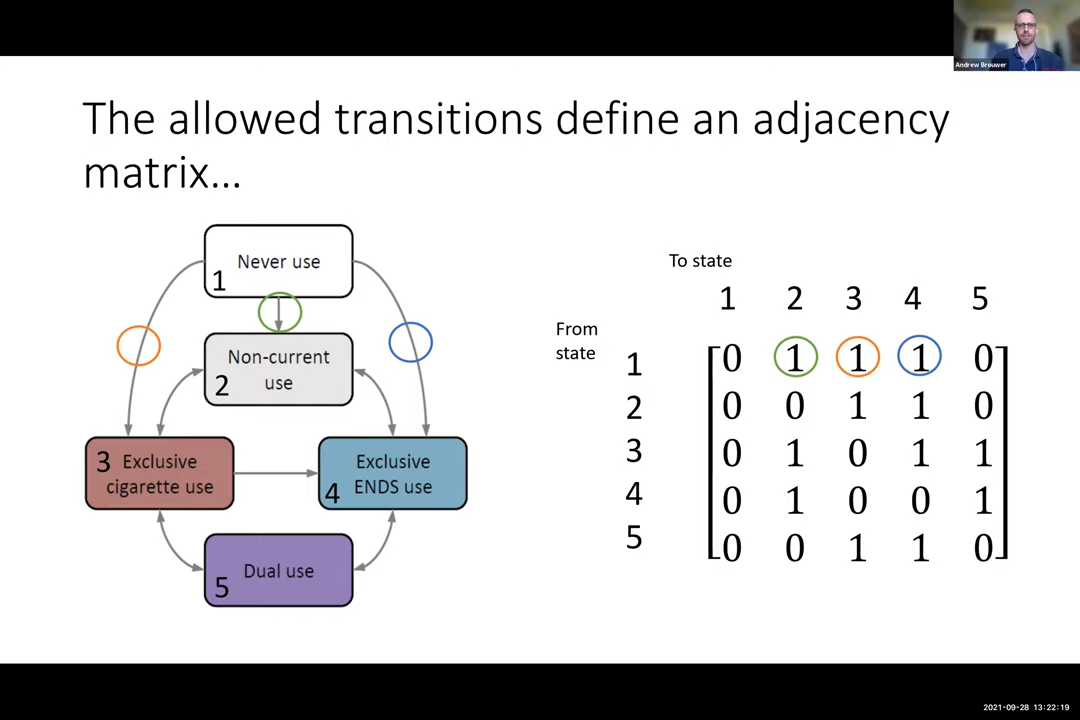 Andrew Brouwer
The allowed transitions define an adjacency
matrix...
1 Never use
2 Non-current
use
3 Exclusive
cigarette use
4 Exclusive
ENDS use
5 Dual use
To state
1 2 3 4 5
From
state
1 0 1 1 1 0
2 0 0 1 1 0
3 0 1 0 1 1
4 0 1 0 0 1
5 0 0 1 1 0
2021-09-28 13:22:19